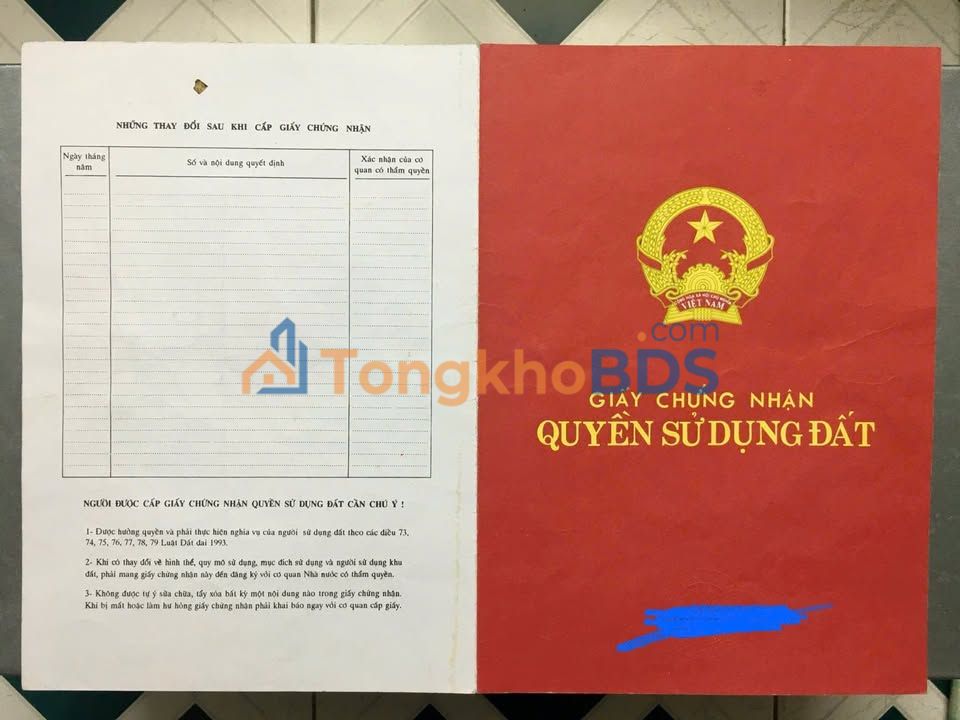 NHỮNG THAY ĐỔI SAU KHI CẤP GIẤY CHỨNG NHẬN
Ngày tháng năm
Số và nội dung quyết định
Xác nhận của cơ quan có thẩm quyền
NGƯỜI ĐƯỢC CẤP GIẤY CHỨNG NHẬN QUYỀN SỬ DỤNG ĐẤT CẦN CHÚ Ý !
1- Được hưởng quyền và phải thực hiện nghĩa vụ của người sử dụng đất theo các điều 73,
74, 75, 76, 77, 78, 79 Luật Đất đai 1993.
2- Khi có thay đổi về hình thể, quy mô sử dụng, mục đích sử dụng và người sử dụng khu
đất, phải mang giấy chứng nhận này đến đăng ký với cơ quan Nhà nước có thẩm quyền.
3- Không được tự ý sửa chữa, tẩy xóa bất kỳ một nội dung nào trong giấy chứng nhận.
Khi bị mất hoặc làm hư hỏng giấy chứng nhận phải khai báo ngay với cơ quan cấp giấy.
CỘNG HÒA XÃ HỘI CHỦ NGHĨA
VIỆT NAM
TongkhoBDS.com
GIẤY CHỨNG NHẬN
QUYỀN SỬ DỤNG ĐẤT